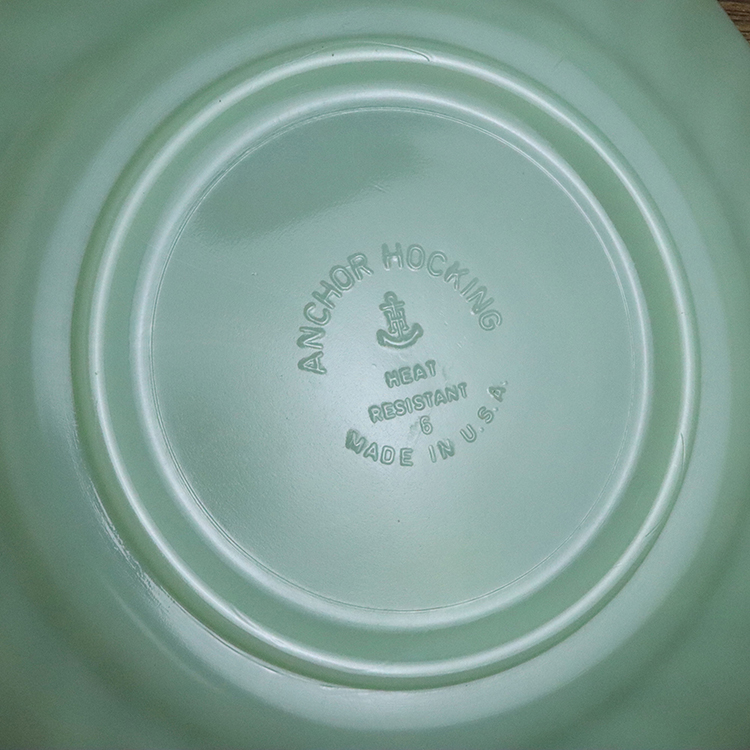 ANCHOR HOCKING
HEAT
RESISTANT
6
MADE IN U.S.A.